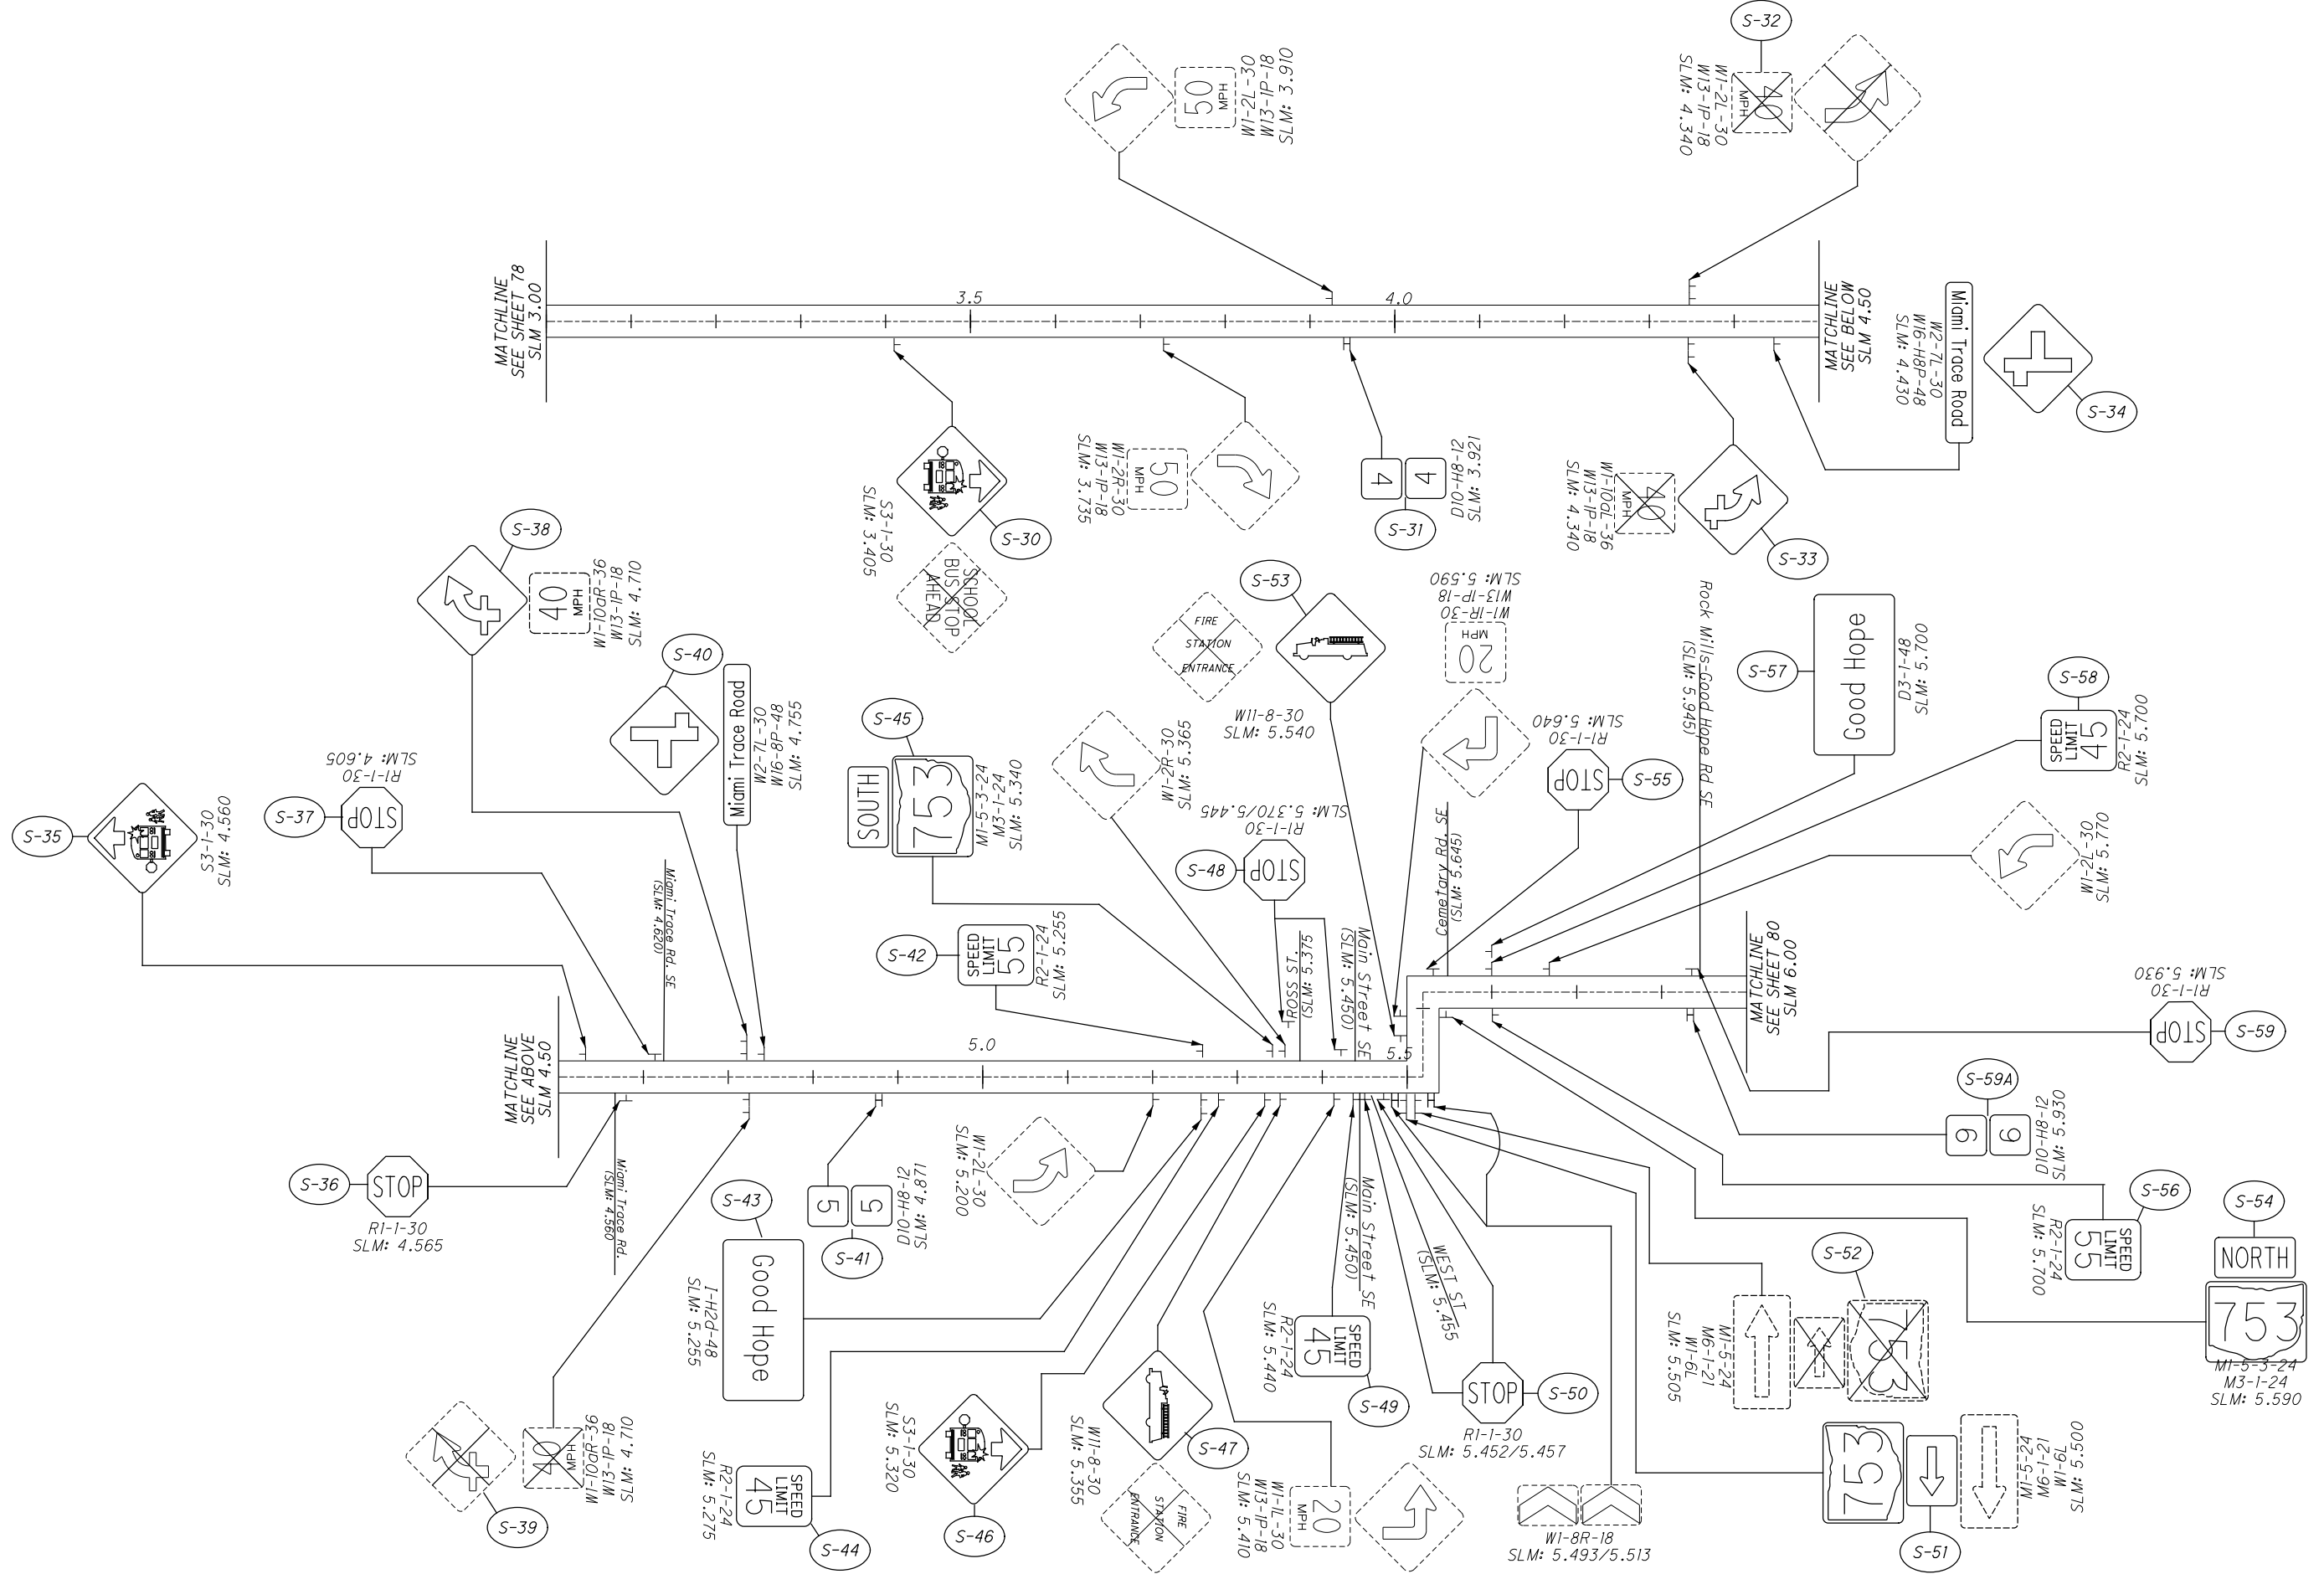 S-32
40
MPH
W1-2L-30
W13-1P-18
SLM: 4.340
50
MPH
W1-2L-30
W13-1P-18
SLM: 3.910
MATCHLINE
SEE SHEET 78
SLM 3.00
3.5
4.0
MATCHLINE
SEE BELOW
SLM 4.50
Miami Trace Road
W2-7L-30
W16-H8P-48
SLM: 4.430
S-34
S3-1-30
SLM: 3.405
S-30
SCHOOL
BUS STOP
AHEAD
50
MPH
W1-2R-30
W13-1P-18
SLM: 3.735
4
4
D10-H8-12
SLM: 3.921
S-31
40
MPH
W1-10aL-36
W13-1P-18
SLM: 4.340
S-33
S-38
40
MPH
W1-10aR-36
W13-1P-18
SLM: 4.710
S-40
Miami Trace Road
W2-7L-30
W16-8P-48
SLM: 4.755
S-53
FIRE
STATION
ENTRANCE
W11-8-30
SLM: 5.540
20
MPH
W1-1R-30
W13-1P-18
SLM: 5.590
Rock Mills-Good Hope Rd SE
(SLM: 5.945)
S-57
Good Hope
D3-1-48
SLM: 5.700
S-58
SPEED
LIMIT
45
R2-1-24
SLM: 5.700
S-35
S3-1-30
SLM: 4.560
S-37
STOP
R1-1-30
SLM: 4.605
Miami Trace Rd. SE
(SLM: 4.620)
S-45
SOUTH
753
M1-5-3-24
M3-1-24
SLM: 5.340
W1-2R-30
SLM: 5.365
S-48
STOP
R1-1-30
SLM: 5.370/5.445
S-42
SPEED
LIMIT
55
R2-1-24
SLM: 5.255
ROSS ST.
(SLM: 5.375
Main Street SE
(SLM: 5.450)
Cemetary Rd. SE
(SLM: 5.645)
STOP
S-55
R1-1-30
SLM: 5.640
W1-2L-30
SLM: 5.770
MATCHLINE
SEE SHEET 80
SLM 6.00
STOP
S-59
R1-1-30
SLM: 5.930
MATCHLINE
SEE ABOVE
SLM 4.50
5.0
5.5
S-59A
6
6
D10-H8-12
SLM: 5.930
S-36
STOP
R1-1-30
SLM: 4.565
Miami Trace Rd.
(SLM: 4.560
S-43
Good Hope
I-H2d-48
SLM: 5.255
5
5
D10-H8-12
SLM: 4.871
S-41
W1-2L-30
SLM: 5.200
Main Street SE
(SLM: 5.450)
WEST ST
(SLM: 5.455
SPEED
LIMIT
45
R2-1-24
SLM: 5.440
S-49
STOP
S-50
R1-1-30
SLM: 5.452/5.457
S-52
753
M1-5-24
M6-1-21
W1-6L
SLM: 5.505
S-56
SPEED
LIMIT
55
R2-1-24
SLM: 5.700
S-54
NORTH
753
M1-5-3-24
M3-1-24
SLM: 5.590
40
MPH
W1-10aR-36
W13-1P-18
SLM: 4.710
S-39
SPEED
LIMIT
45
R2-1-24
SLM: 5.275
S-44
S3-1-30
SLM: 5.320
S-46
W11-8-30
SLM: 5.355
S-47
FIRE
STATION
ENTRANCE
20
MPH
W1-1L-30
W13-1P-18
SLM: 5.410
W1-8R-18
SLM: 5.493/5.513
753
M1-5-24
M6-1-21
W1-6L
SLM: 5.500
S-51